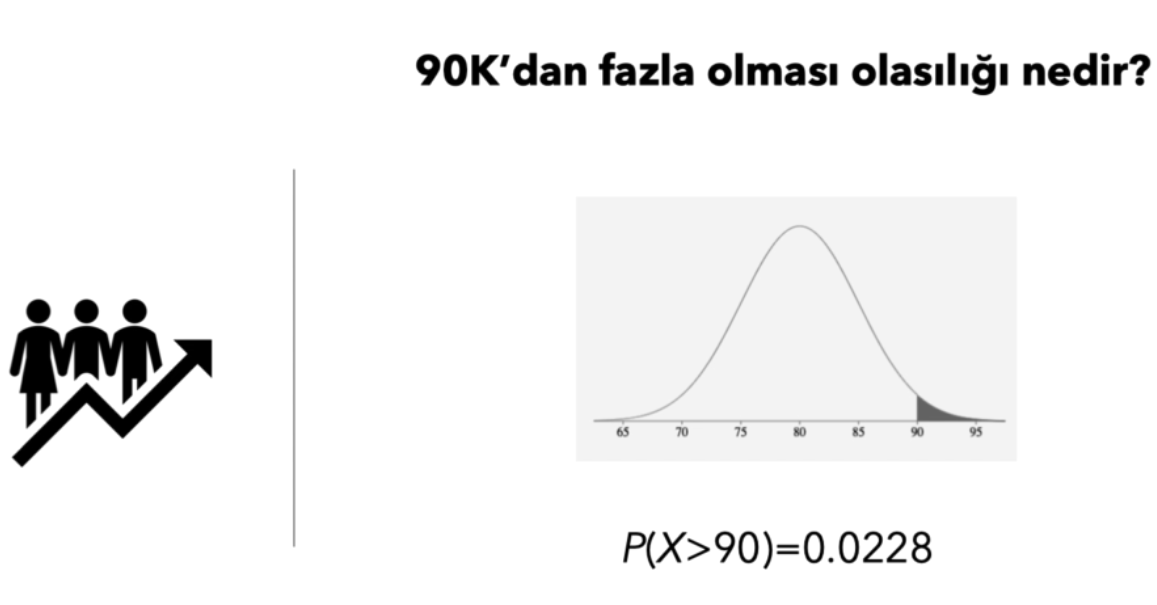 90K’dan fazla olması olasılığı nedir?
65 70 75 80 85 90 95
P(X>90)=0.0228